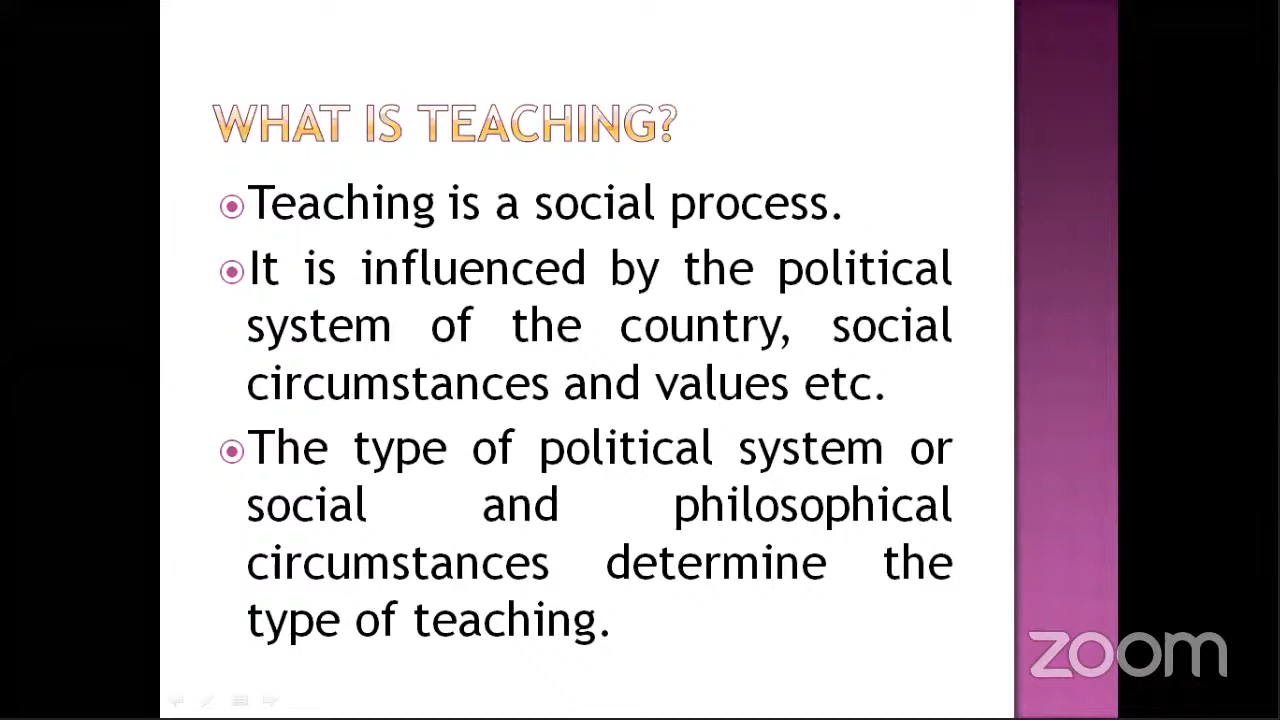 WHAT IS TEACHING?
Teaching is a social process.
It is influenced by the political
system of the country, social
circumstances and values etc.
The type of political system or
social and philosophical
circumstances determine the
type of teaching.
zoom